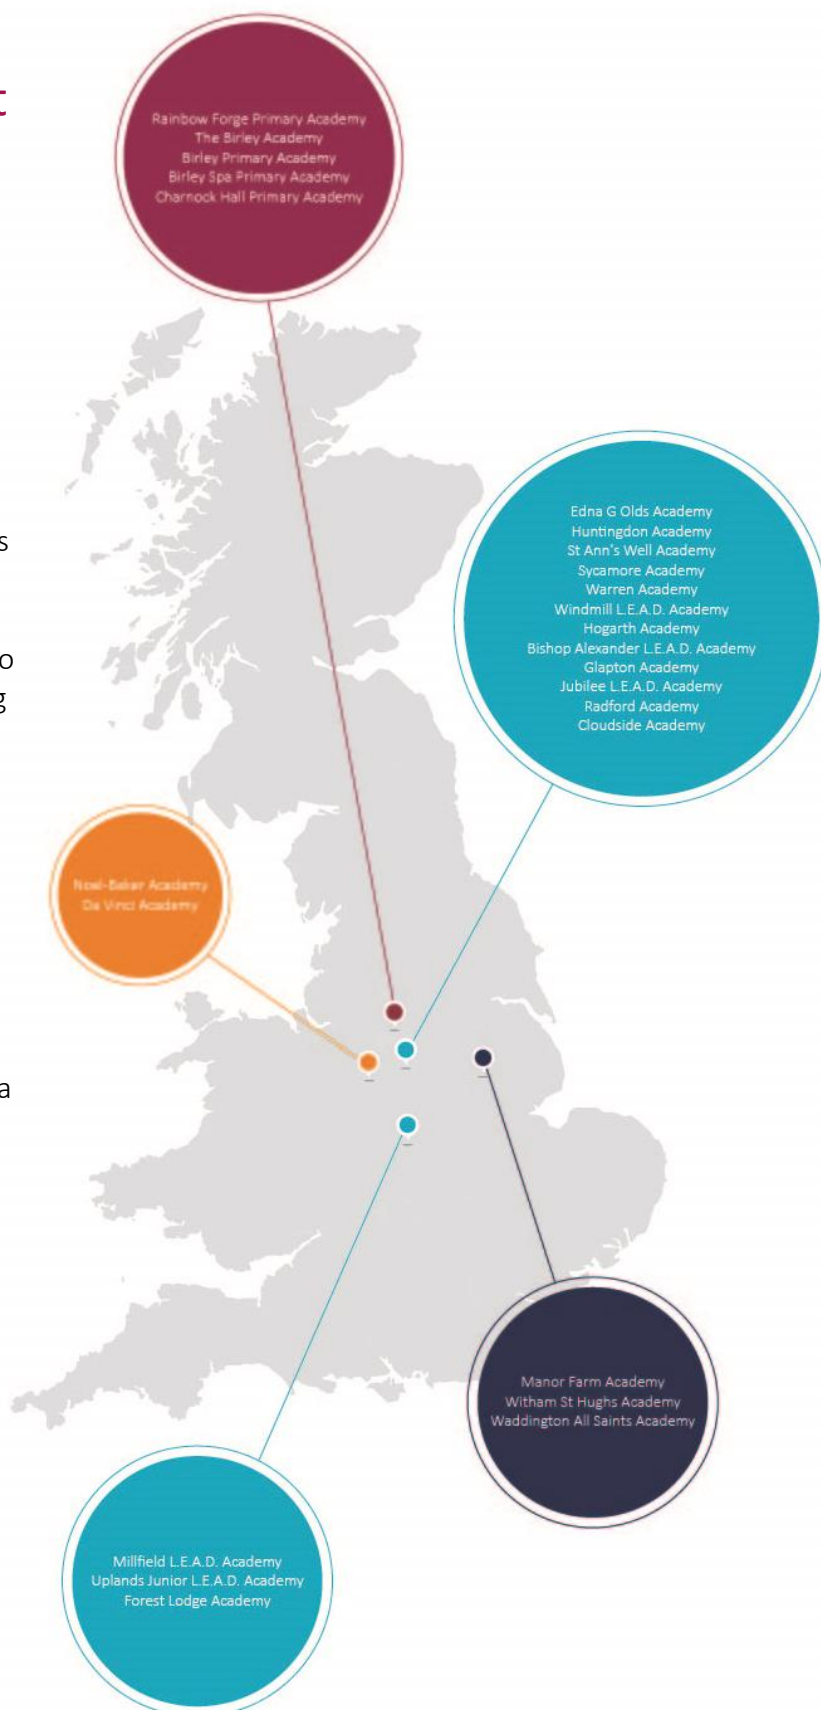 t
Rainbow Forge Primary Academy
The Birley Academy
Birley Primary Academy
Birley Spa Primary Academy
Charnock Hall Primary Academy
s
o
g
Edna G Olds Academy
Huntingdon Academy
St Ann's Well Academy
Sycamore Academy
Warren Academy
Windmill L.E.A.D. Academy
Hogarth Academy
Bishop Alexander L.E.A.D. Academy
Glapton Academy
Jubilee L.E.A.D. Academy
Radford Academy
Cloudside Academy
Noel-Baker Academy
Da Vinci Academy
a
Manor Farm Academy
Witham St Hughs Academy
Waddington All Saints Academy
Millfield L.E.A.D. Academy
Uplands Junior L.E.A.D. Academy
Forest Lodge Academy